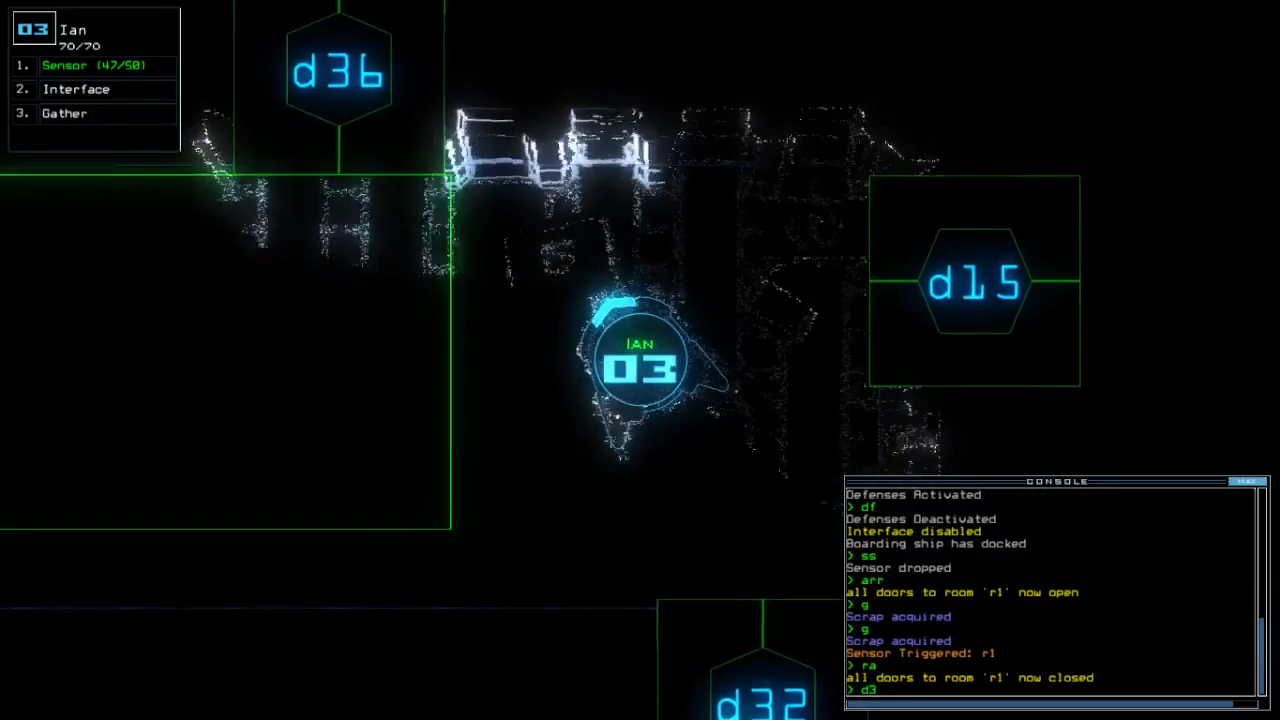 03 Ian
70/70
1. Sensor (47/50)
2. Interface
3. Gather
d36
d15
IAN
03
d32
CONSOLE
Defenses Activated
> df
Defenses Deactivated
Interface disabled
Boarding ship has docked
> ss
Sensor dropped
> arr
all doors to room 'r1' now open
> g
Scrap acquired
> g
Scrap acquired
Sensor Triggered: r1
> ra
all doors to room 'r1' now closed
> d3